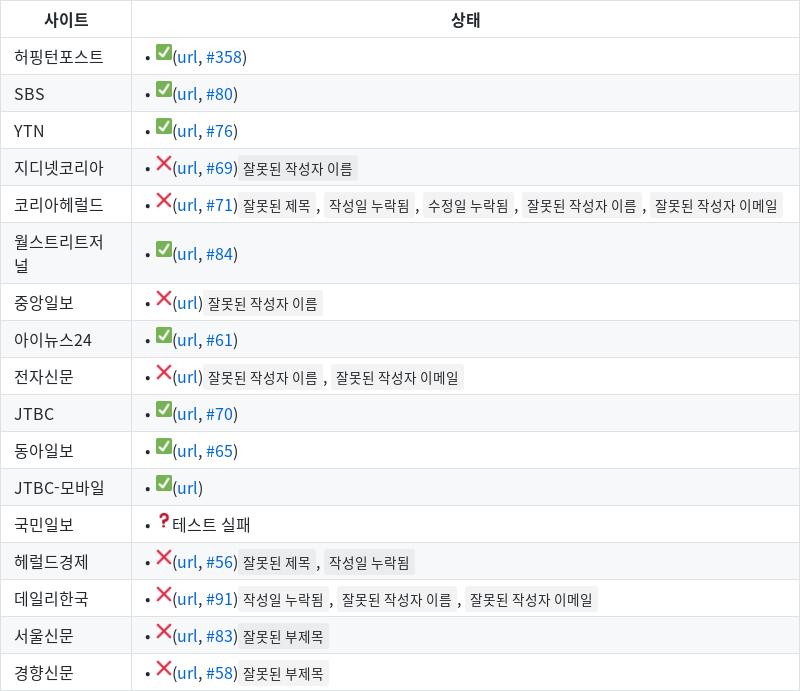 사이트 상태
허핑턴포스트 • ✅(url, #358)
SBS • ✅(url, #80)
YTN • ✅(url, #76)
지디넷코리아 • ❌(url, #69) 잘못된 작성자 이름
코리아헤럴드 • ❌(url, #71) 잘못된 제목 , 작성일 누락됨 , 수정일 누락됨 , 잘못된 작성자 이름 , 잘못된 작성자 이메일
월스트리트저
널 • ✅(url, #84)
중앙일보 • ❌(url) 잘못된 작성자 이름
아이뉴스24 • ✅(url, #61)
전자신문 • ❌(url) 잘못된 작성자 이름 , 잘못된 작성자 이메일
JTBC • ✅(url, #70)
동아일보 • ✅(url, #65)
JTBC-모바일 • ✅(url)
국민일보 • ❓테스트 실패
헤럴드경제 • ❌(url, #56) 잘못된 제목 , 작성일 누락됨
데일리한국 • ❌(url, #91) 작성일 누락됨 , 잘못된 작성자 이름 , 잘못된 작성자 이메일
서울신문 • ❌(url, #83) 잘못된 부제목
경향신문 • ❌(url, #58) 잘못된 부제목